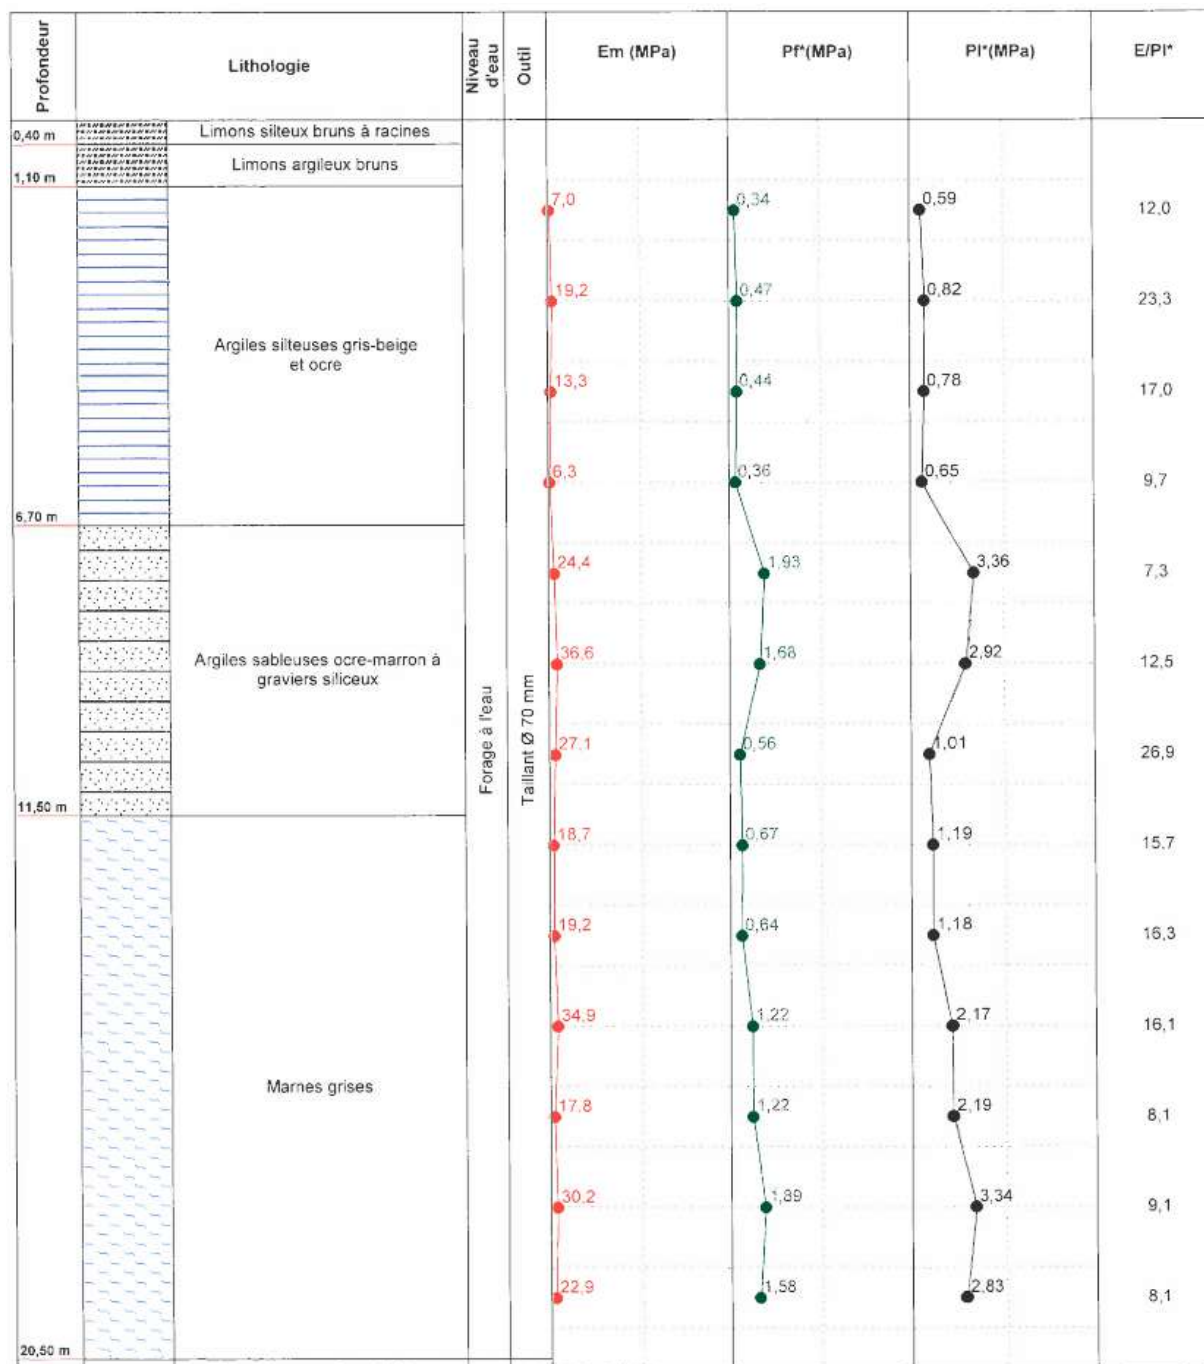 Profondeur
Lithologie
Niveau d'eau
Outil
Em (MPa)
Pf*(MPa)
Pl*(MPa)
E/Pl*
0,40 m
Limons silteux bruns à racines
Limons argileux bruns
1,10 m
7,0 0,34 0,59 12,0
19,2 0,47 0,82 23,3
Argiles silteuses gris-beige
et ocre
13,3 0,44 0,78 17,0
6,3 0,36 0,65 9,7
6,70 m
24,4 1,93 3,36 7,3
Argiles sableuses ocre-marron à
graviers siliceux
36,6 1,68 2,92 12,5
Forage à l'eau
Taillant Ø 70 mm
27,1 0,56 1,01 26,9
11,50 m
18,7 0,67 1,19 15,7
19,2 0,64 1,18 16,3
34,9 1,22 2,17 16,1
Marnes grises
17,8 1,22 2,19 8,1
30,2 1,89 3,34 9,1
22,9 1,58 2,83 8,1
20,50 m